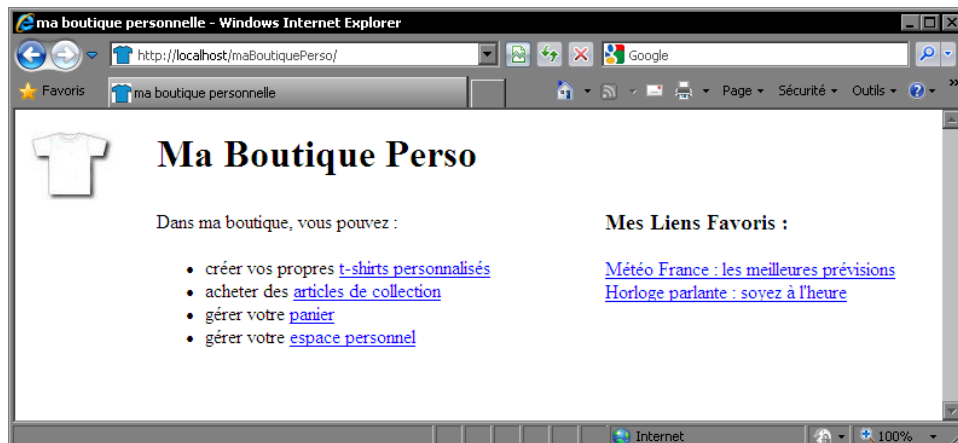 ma boutique personnelle - Windows Internet Explorer
http://localhost/maBoutiquePerso/
Google
Favoris
ma boutique personnelle
Page
Sécurité
Outils
Ma Boutique Perso
Dans ma boutique, vous pouvez :
• créer vos propres t-shirts personnalisés
• acheter des articles de collection
• gérer votre panier
• gérer votre espace personnel
Mes Liens Favoris :
Météo France : les meilleures prévisions
Horloge parlante : soyez à l'heure
Internet
100%